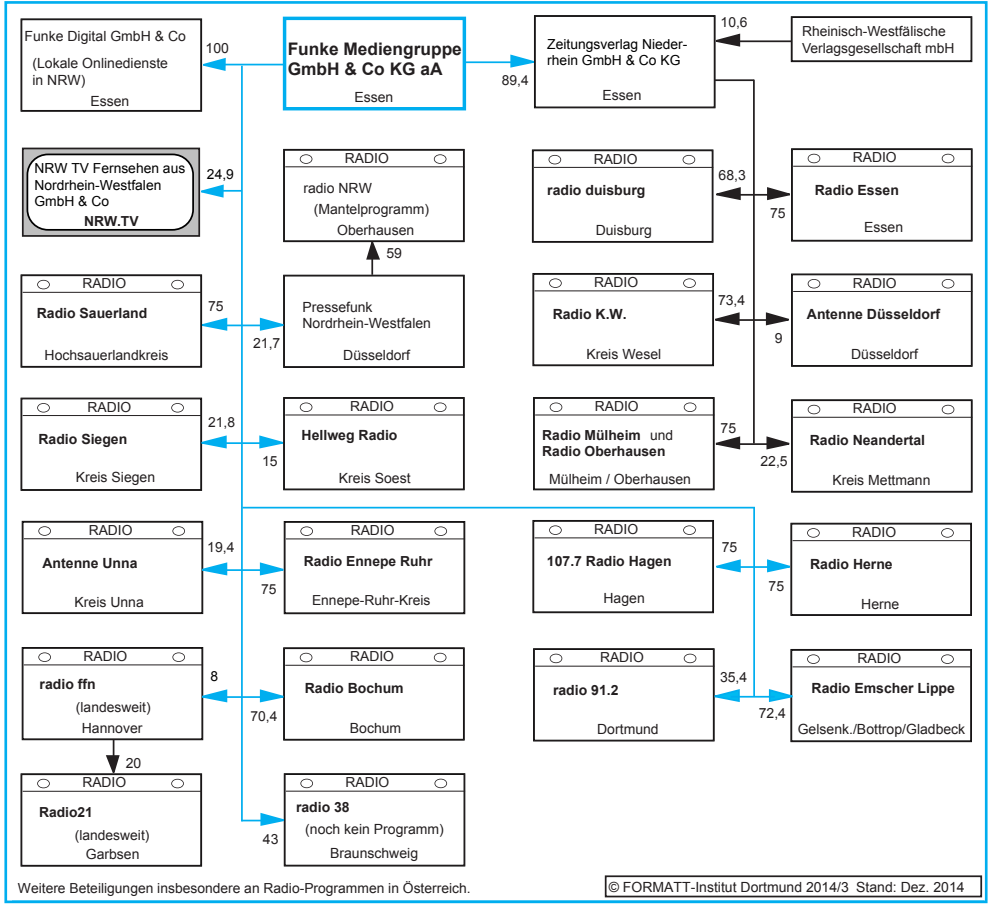 Funke Digital GmbH & Co
(Lokale Onlinedienste
in NRW)
Essen
100
Funke Mediengruppe
GmbH & Co KG aA
Essen
89,4
Zeitungsverlag Nieder-
rhein GmbH & Co KG
Essen
10,6
Rheinisch-Westfälische
Verlagsgesellschaft mbH
NRW TV Fernsehen aus
Nordrhein-Westfalen
GmbH & Co
NRW.TV
24,9
RADIO
radio NRW
(Mantelprogramm)
Oberhausen
59
RADIO
radio duisburg
Duisburg
68,3
75
RADIO
Radio Essen
Essen
RADIO
Radio Sauerland
Hochsauerlandkreis
75
21,7
Pressefunk
Nordrhein-Westfalen
Düsseldorf
RADIO
Radio K.W.
Kreis Wesel
73,4
9
RADIO
Antenne Düsseldorf
Düsseldorf
RADIO
Radio Siegen
Kreis Siegen
21,8
15
RADIO
Hellweg Radio
Kreis Soest
RADIO
Radio Mülheim und
Radio Oberhausen
Mülheim / Oberhausen
75
22,5
RADIO
Radio Neandertal
Kreis Mettmann
RADIO
Antenne Unna
Kreis Unna
19,4
75
RADIO
Radio Ennepe Ruhr
Ennepe-Ruhr-Kreis
RADIO
107.7 Radio Hagen
Hagen
75
75
RADIO
Radio Herne
Herne
RADIO
radio ffn
(landesweit)
Hannover
8
70,4
RADIO
Radio Bochum
Bochum
RADIO
radio 91.2
Dortmund
35,4
72,4
RADIO
Radio Emscher Lippe
Gelsenk./Bottrop/Gladbeck
20
RADIO
Radio21
(landesweit)
Garbsen
43
RADIO
radio 38
(noch kein Programm)
Braunschweig
Weitere Beteiligungen insbesondere an Radio-Programmen in Österreich.
© FORMATT-Institut Dortmund 2014/3 Stand: Dez. 2014